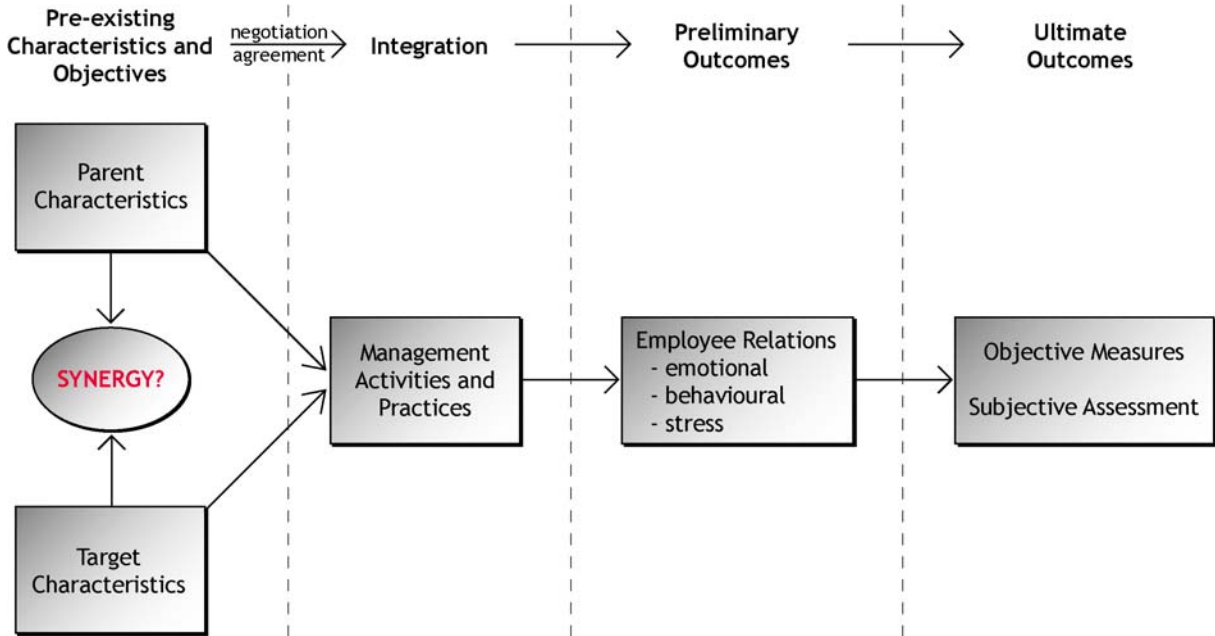 Pre-existing
Characteristics and
Objectives
negotiation
agreement
Integration
Preliminary
Outcomes
Ultimate
Outcomes
Parent
Characteristics
SYNERGY?
Target
Characteristics
Management
Activities and
Practices
Employee Relations
- emotional
- behavioural
- stress
Objective Measures
Subjective Assessment